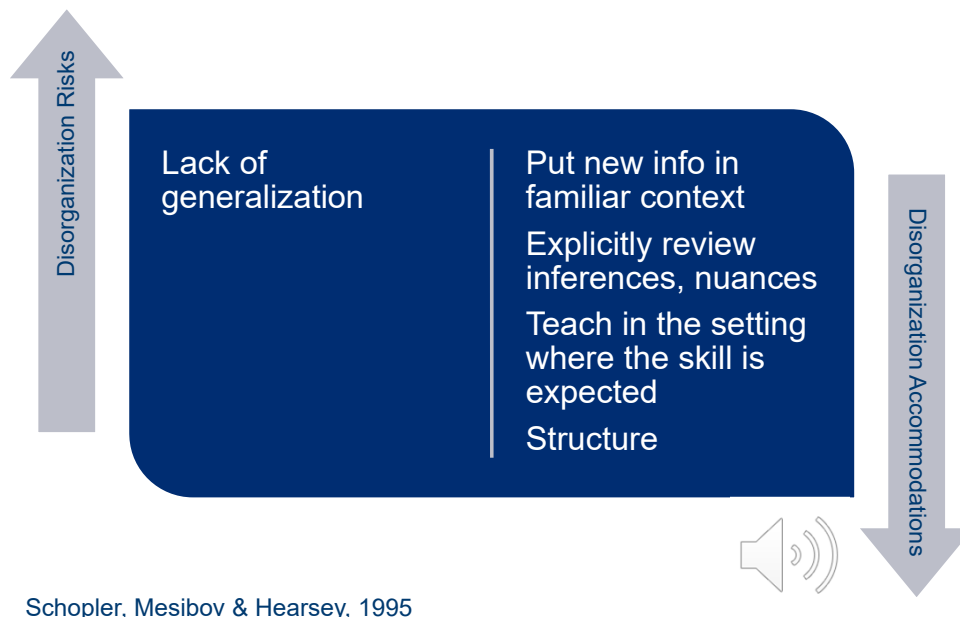 Disorganization Risks
Lack of
generalization
Put new info in
familiar context
Explicitly review
inferences, nuances
Teach in the setting
where the skill is
expected
Structure
Disorganization Accommodations
Schopler, Mesibov & Hearsey, 1995